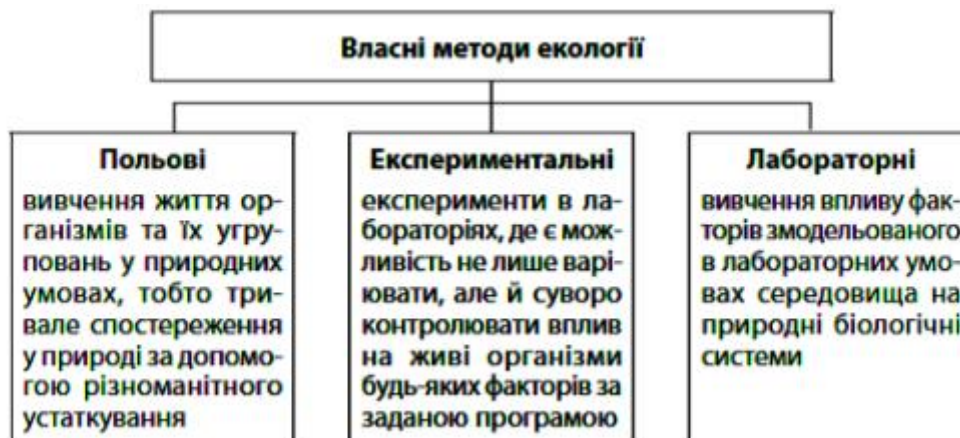 Власні методи екології
Польові
вивчення життя ор-
ганізмів та їх угру-
повань у природних
умовах, тобто три-
вале спостереження
у природі за допомо-
гою різноманітного
устаткування
Експериментальні
експерименти в ла-
бораторіях, де є мож-
ливість не лише варі-
ювати, але й суворо
контролювати вплив
на живі організми
будь-яких факторів за
заданою програмою
Лабораторні
вивчення впливу фак-
торів змодельованого
в лабораторних умо-
вах середовища на
природні біологічні
системи